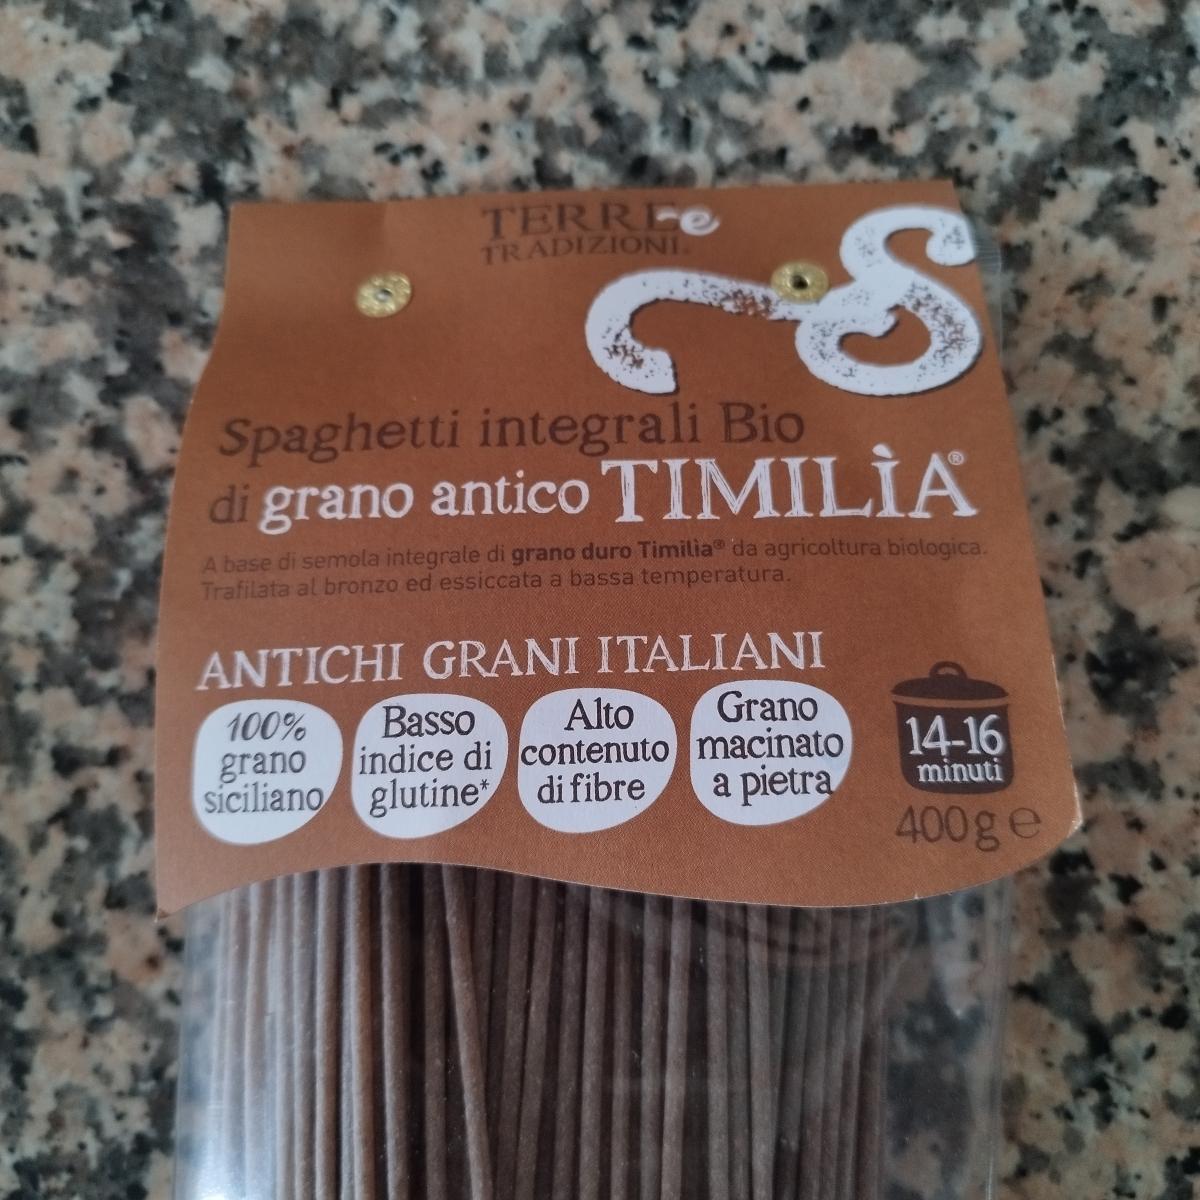 TERRE e
TRADIZIONI
Spaghetti integrali Bio
di grano antico TIMILÌA®
A base di semola integrale di grano duro Timilìa® da agricoltura biologica.
Trafilata al bronzo ed essiccata a bassa temperatura.
ANTICHI GRANI ITALIANI
100%
grano
siciliano
Basso
indice di
glutine*
Alto
contenuto
di fibre
Grano
macinato
a pietra
14-16
minuti
400g e